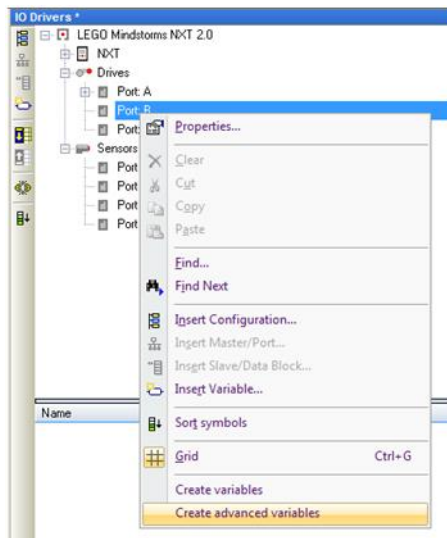 IO Drivers *
LEGO Mindstorms NXT 2.0
NXT
Drives
Port: A
Port: B
Port:
Sensors
Port
Port
Port
Port
Properties...
Clear
Cut
Copy
Paste
Find...
Find Next
Insert Configuration...
Insert Master/Port...
Insert Slave/Data Block...
Insert Variable...
Sort symbols
Grid Ctrl+G
Create variables
Create advanced variables
Name